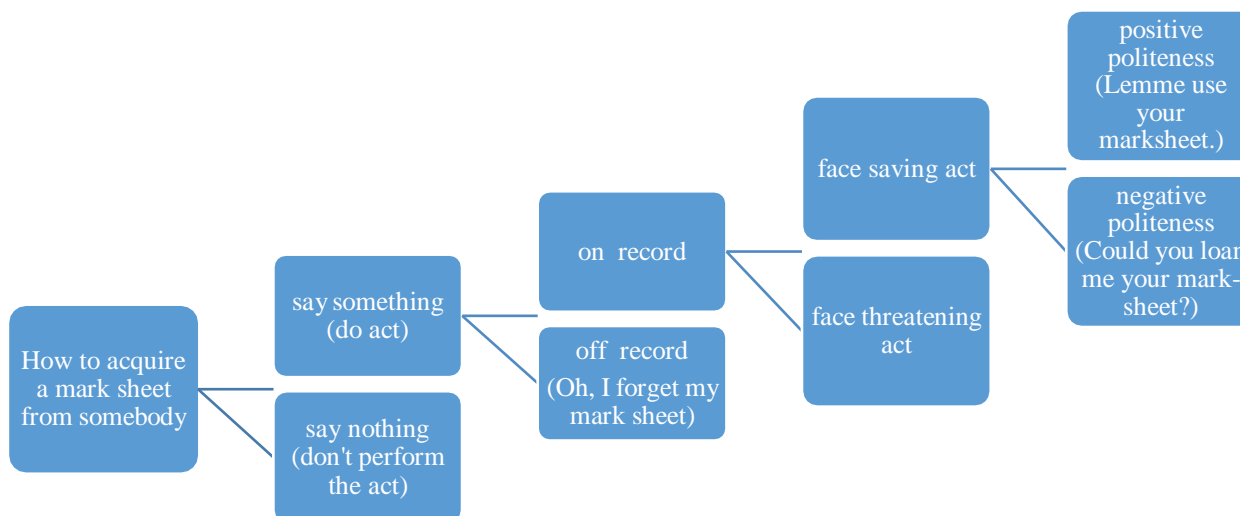 How to acquire
a mark sheet
from somebody
say something
(do act)
say nothing
(don't perform
the act)
on record
off record
(Oh, I forget my
mark sheet)
face saving act
face threatening
act
positive
politeness
(Lemme use
your
marksheet.)
negative
politeness
(Could you loan
me your mark-
sheet?)